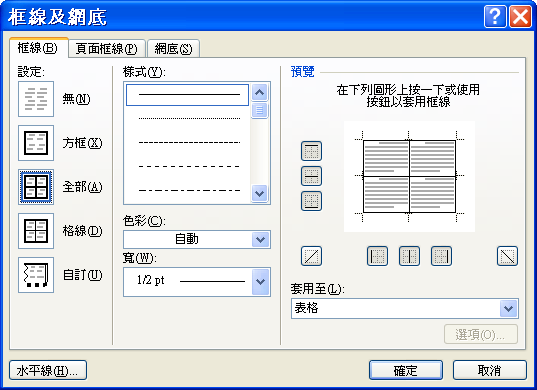 框線及網底
框線(B)
頁面框線(P)
網底(S)
設定:
無(N)
方框(X)
全部(A)
格線(D)
自訂(U)
樣式(Y):
色彩(C):
自動
寬(W):
1/2 pt
預覽
在下列圖形上按一下或使用
按鈕以套用框線
套用至(L):
表格
選項(O)...
水平線(H)...
確定
取消